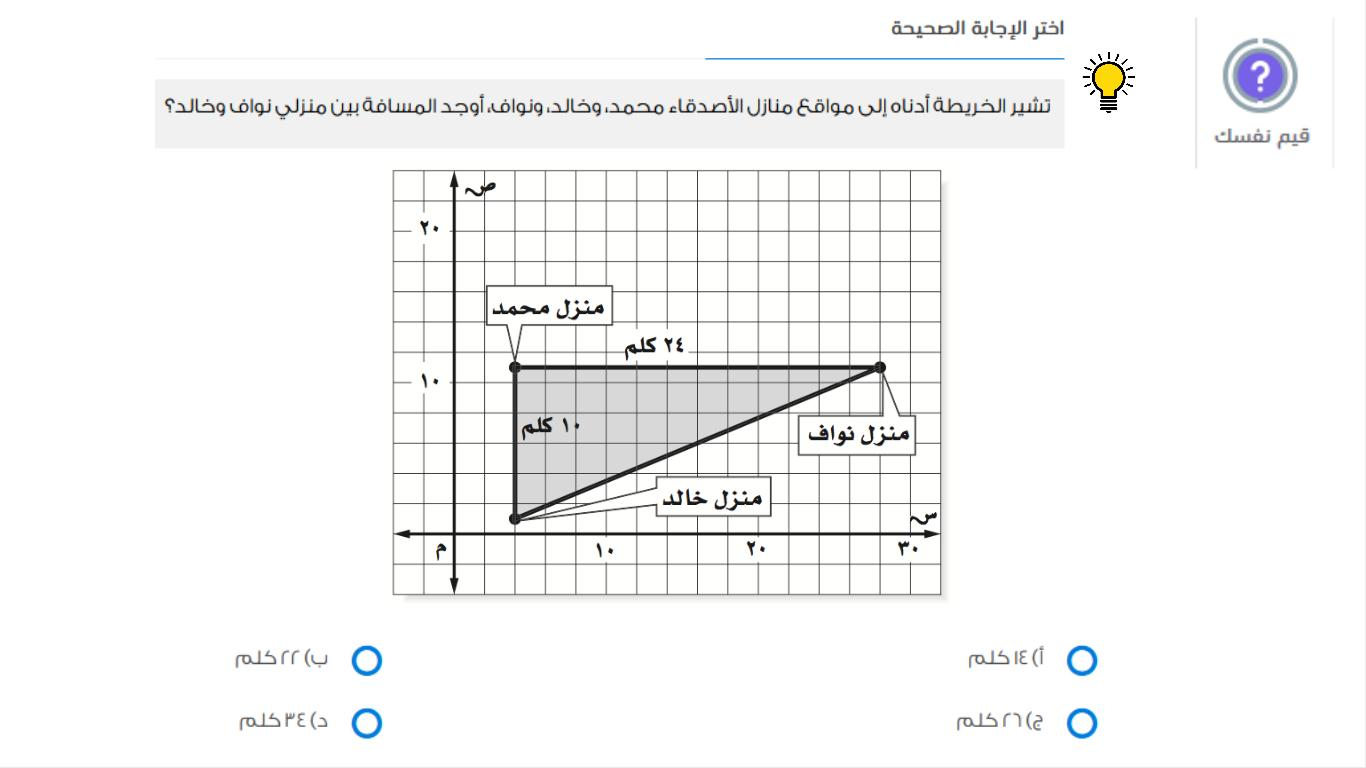 اختر الإجابة الصحيحة
قيم نفسك
تشير الخريطة أدناه إلى مواقع منازل الأصدقاء محمد، وخالد، ونواف، أوجد المسافة بين منزلي نواف وخالد؟
ص
٢٠
منزل محمد
٢٤ كلم
١٠
١٠ كلم
منزل نواف
منزل خالد
س
م
١٠
٢٠
٣٠
أ) ١٤ كلم
ب) ٢٢ كلم
ج) ٢٦ كلم
د) ٣٤ كلم